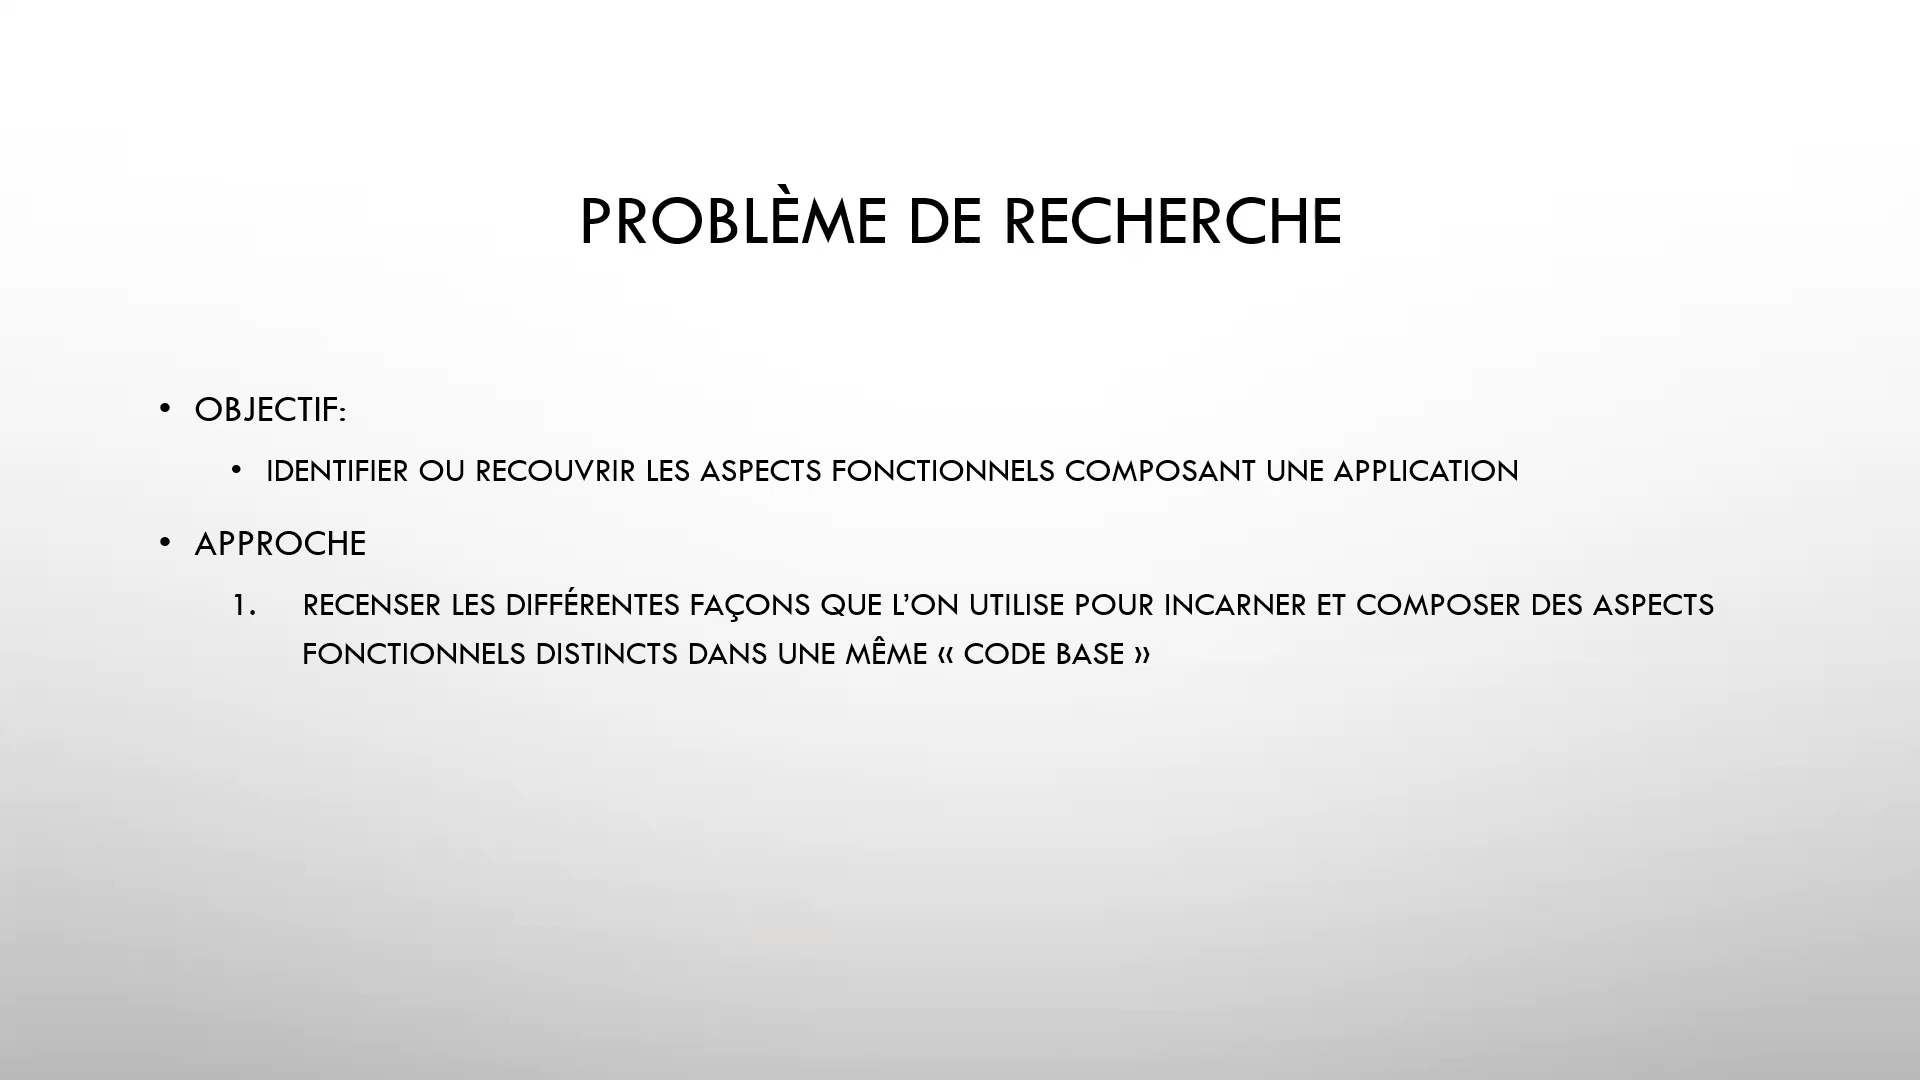 PROBLÈME DE RECHERCHE
• OBJECTIF:
• IDENTIFIER OU RECOUVRIR LES ASPECTS FONCTIONNELS COMPOSANT UNE APPLICATION
• APPROCHE
1. RECENSER LES DIFFÉRENTES FAÇONS QUE L’ON UTILISE POUR INCARNER ET COMPOSER DES ASPECTS
FONCTIONNELS DISTINCTS DANS UNE MÊME « CODE BASE »